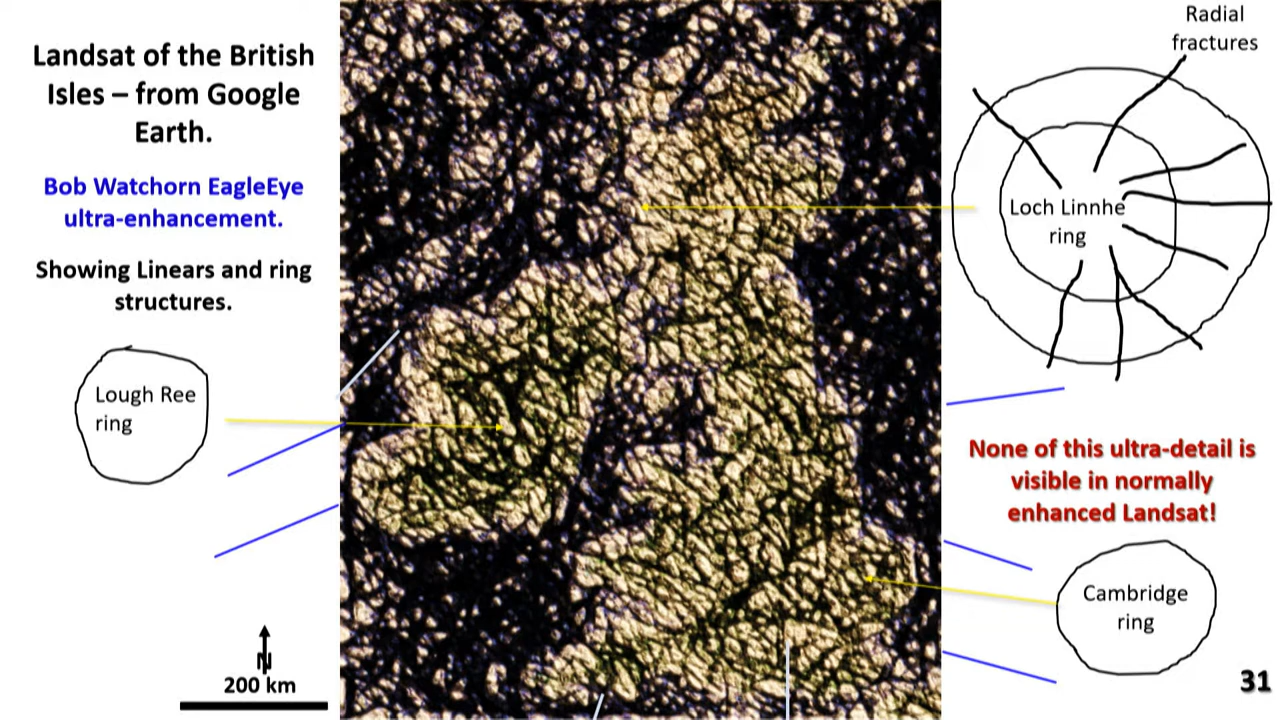 Landsat of the British
Isles – from Google
Earth.
Bob Watchorn EagleEye
ultra-enhancement.
Showing Linears and ring
structures.
Lough Ree
ring
N
200 km
Radial
fractures
Loch Linnhe
ring
None of this ultra-detail is
visible in normally
enhanced Landsat!
Cambridge
ring
31